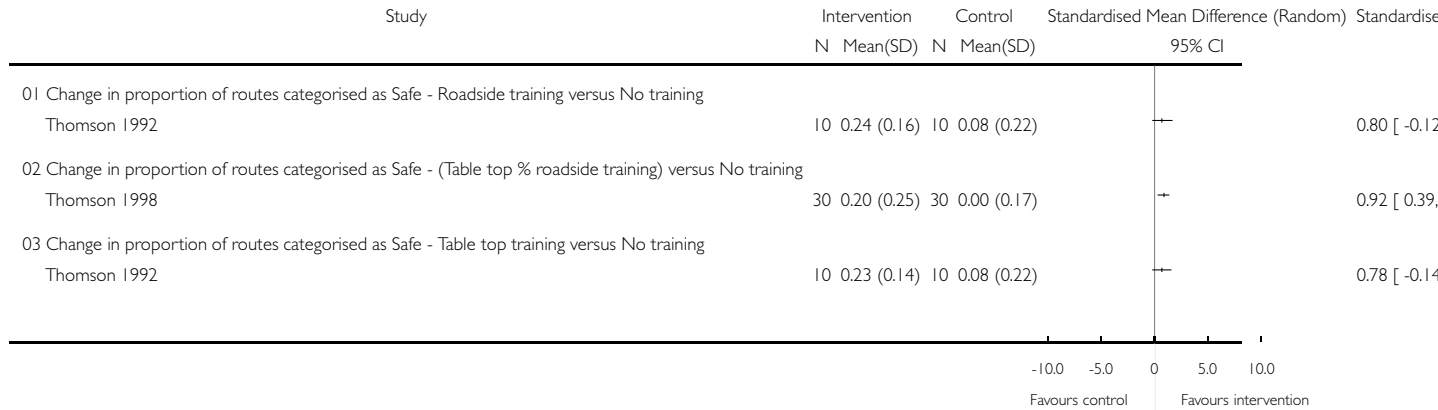 Study Intervention Control Standardised Mean Difference (Random) Standardise
N Mean(SD) N Mean(SD) 95% CI
01 Change in proportion of routes categorised as Safe - Roadside training versus No training
Thomson 1992 10 0.24 (0.16) 10 0.08 (0.22) 0.80 [ -0.12
02 Change in proportion of routes categorised as Safe - (Table top % roadside training) versus No training
Thomson 1998 30 0.20 (0.25) 30 0.00 (0.17) 0.92 [ 0.39,
03 Change in proportion of routes categorised as Safe - Table top training versus No training
Thomson 1992 10 0.23 (0.14) 10 0.08 (0.22) 0.78 [ -0.14
-10.0 -5.0 0 5.0 10.0
Favours control Favours intervention